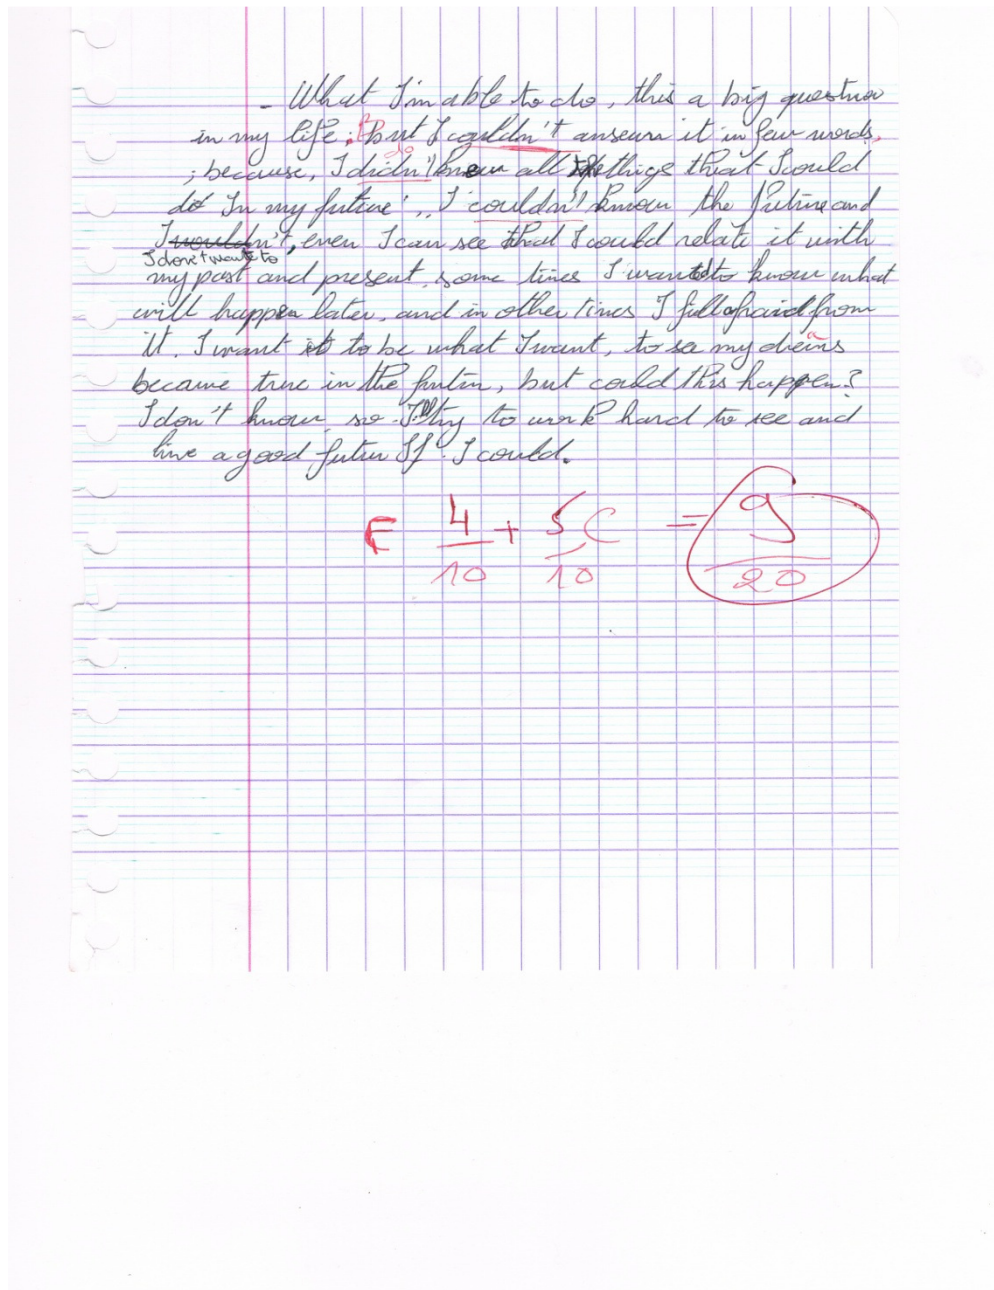 - What I'm able to do, this a big question
in my life, but I couldn't answer it in few words,
; because, I didn't know all things that I could
do In my future, I couldn't know the future and
I wouldn't, even I can see that I could relate it with
I don't want to
my past and present, some times I want to know what
will happen later, and in other times I fell afraid from
it. I want to be what I want, to see my dreams
became true in the futur, but could this happen?
I don't know, so I'll try to work hard to see and
live a good futur If I could.
F 4/10 + 5/10 C = 9/20